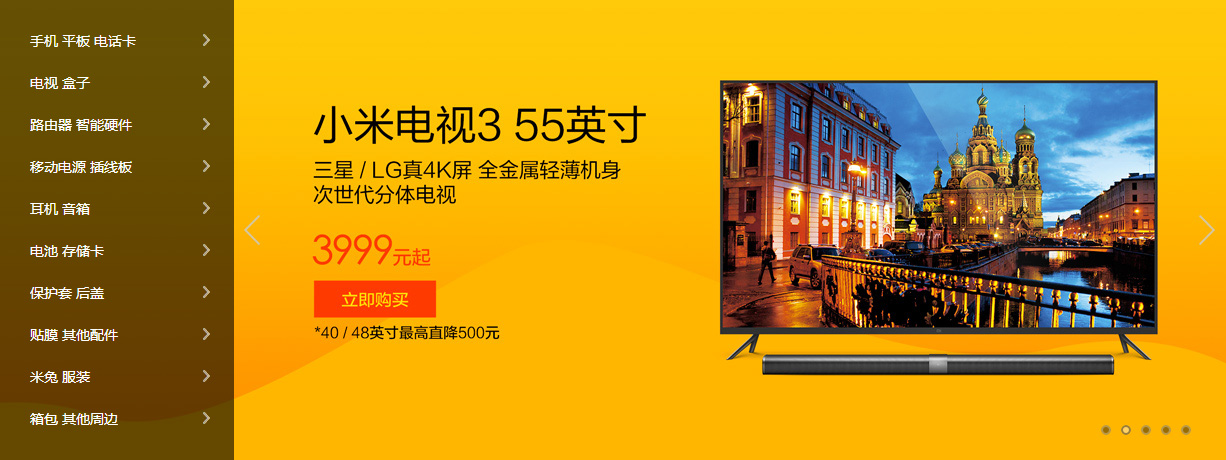 手机 平板 电话卡
电视 盒子
路由器 智能硬件
移动电源 插线板
耳机 音箱
电池 存储卡
保护套 后盖
贴膜 其他配件
米兔 服装
箱包 其他周边
小米电视3 55英寸
三星 / LG真4K屏 全金属轻薄机身
次世代分体电视
3999元起
立即购买
*40 / 48英寸最高直降500元